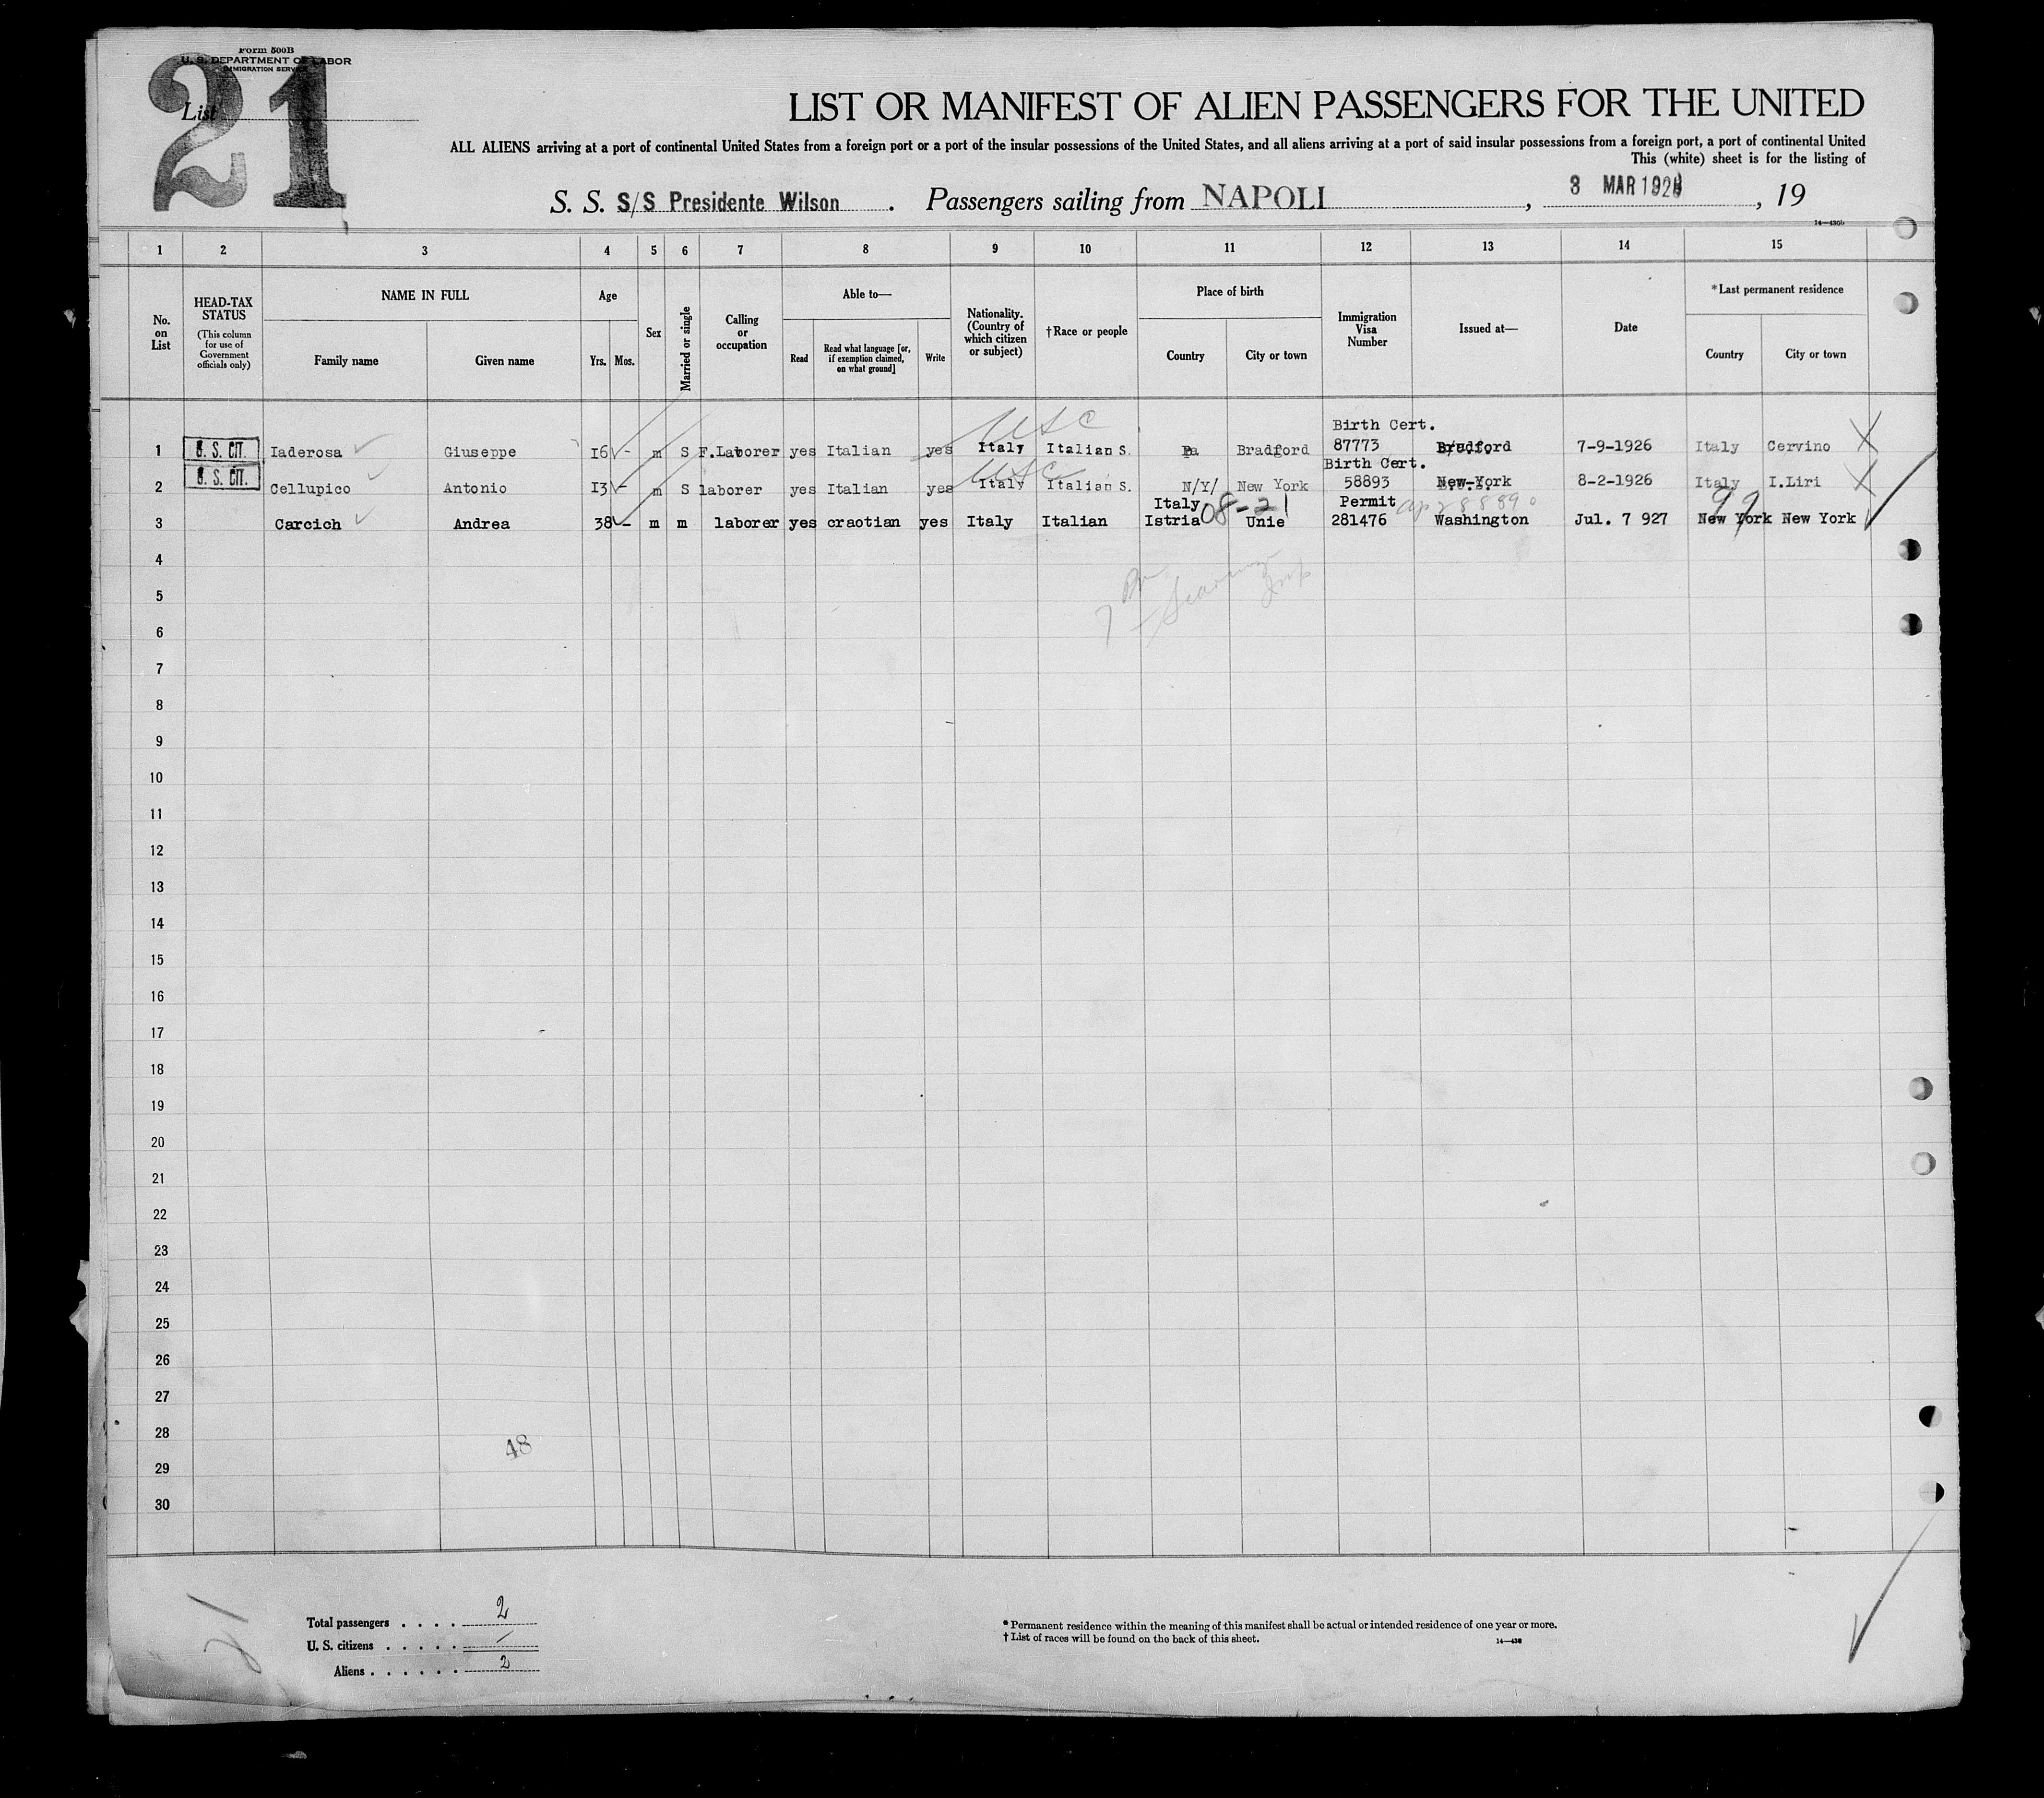 Form 500B
U. S. DEPARTMENT OF LABOR
IMMIGRATION SERVICE
List
21
LIST OR MANIFEST OF ALIEN PASSENGERS FOR THE UNITED
ALL ALIENS arriving at a port of continental United States from a foreign port or a port of the insular possessions of the United States, and all aliens arriving at a port of said insular possessions from a foreign port, a port of continental United
This (white) sheet is for the listing of
S. S. S/S Presidente Wilson . Passengers sailing from NAPOLI , 3 MAR 1928 , 19
14—436b
1 2 3 4 5 6 7 8 9 10 11 12 13 14 15
No. on List
HEAD-TAX STATUS (This column for use of Government officials only)
NAME IN FULL
Family name Given name
Age
Yrs. Mos.
Sex
Married or single
Calling or occupation
Able to—
Read Read what language [or, if exemption claimed, on what ground] Write
Nationality. (Country of which citizen or subject)
†Race or people
Place of birth
Country City or town
Immigration Visa Number
Issued at—
Date
*Last permanent residence
Country City or town
USC Birth Cert.
1 U. S. CIT. Iaderosa Giuseppe 16 - m S F.Laborer yes Italian yes Italy Italian S. Pa Bradford 87773 Bradford 7-9-1926 Italy Cervino X
USC Birth Cert.
2 U. S. CIT. Cellupico Antonio 13 - m S laborer yes Italian yes Italy Italian S. N/Y/ New York 58893 New-York 8-2-1926 Italy I.Liri X
Italy 08-21 Permit 99
3 Carcich Andrea 38 - m m laborer yes craotian yes Italy Italian Istria Unie 281476 Washington Jul. 7 927 New York New York
4
5
6
7
8
9
10
11
12
13
14
15
16
17
18
19
20
21
22
23
24
25
26
27
28
48
29
30
21
Total passengers . . . . 2
U. S. citizens . . . . . /
Aliens . . . . . . 2
* Permanent residence within the meaning of this manifest shall be actual or intended residence of one year or more.
† List of races will be found on the back of this sheet.
14—436